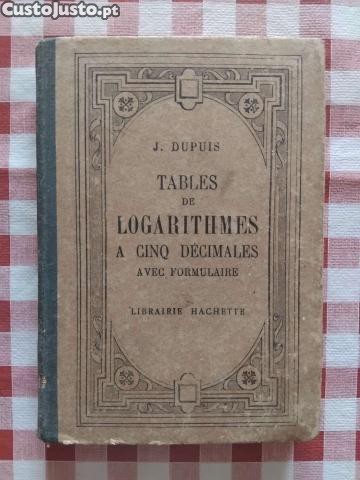 CustoJusto.pt
J. DUPUIS
TABLES
DE
LOGARITHMES
A CINQ DÉCIMALES
AVEC FORMULAIRE
LIBRAIRIE HACHETTE